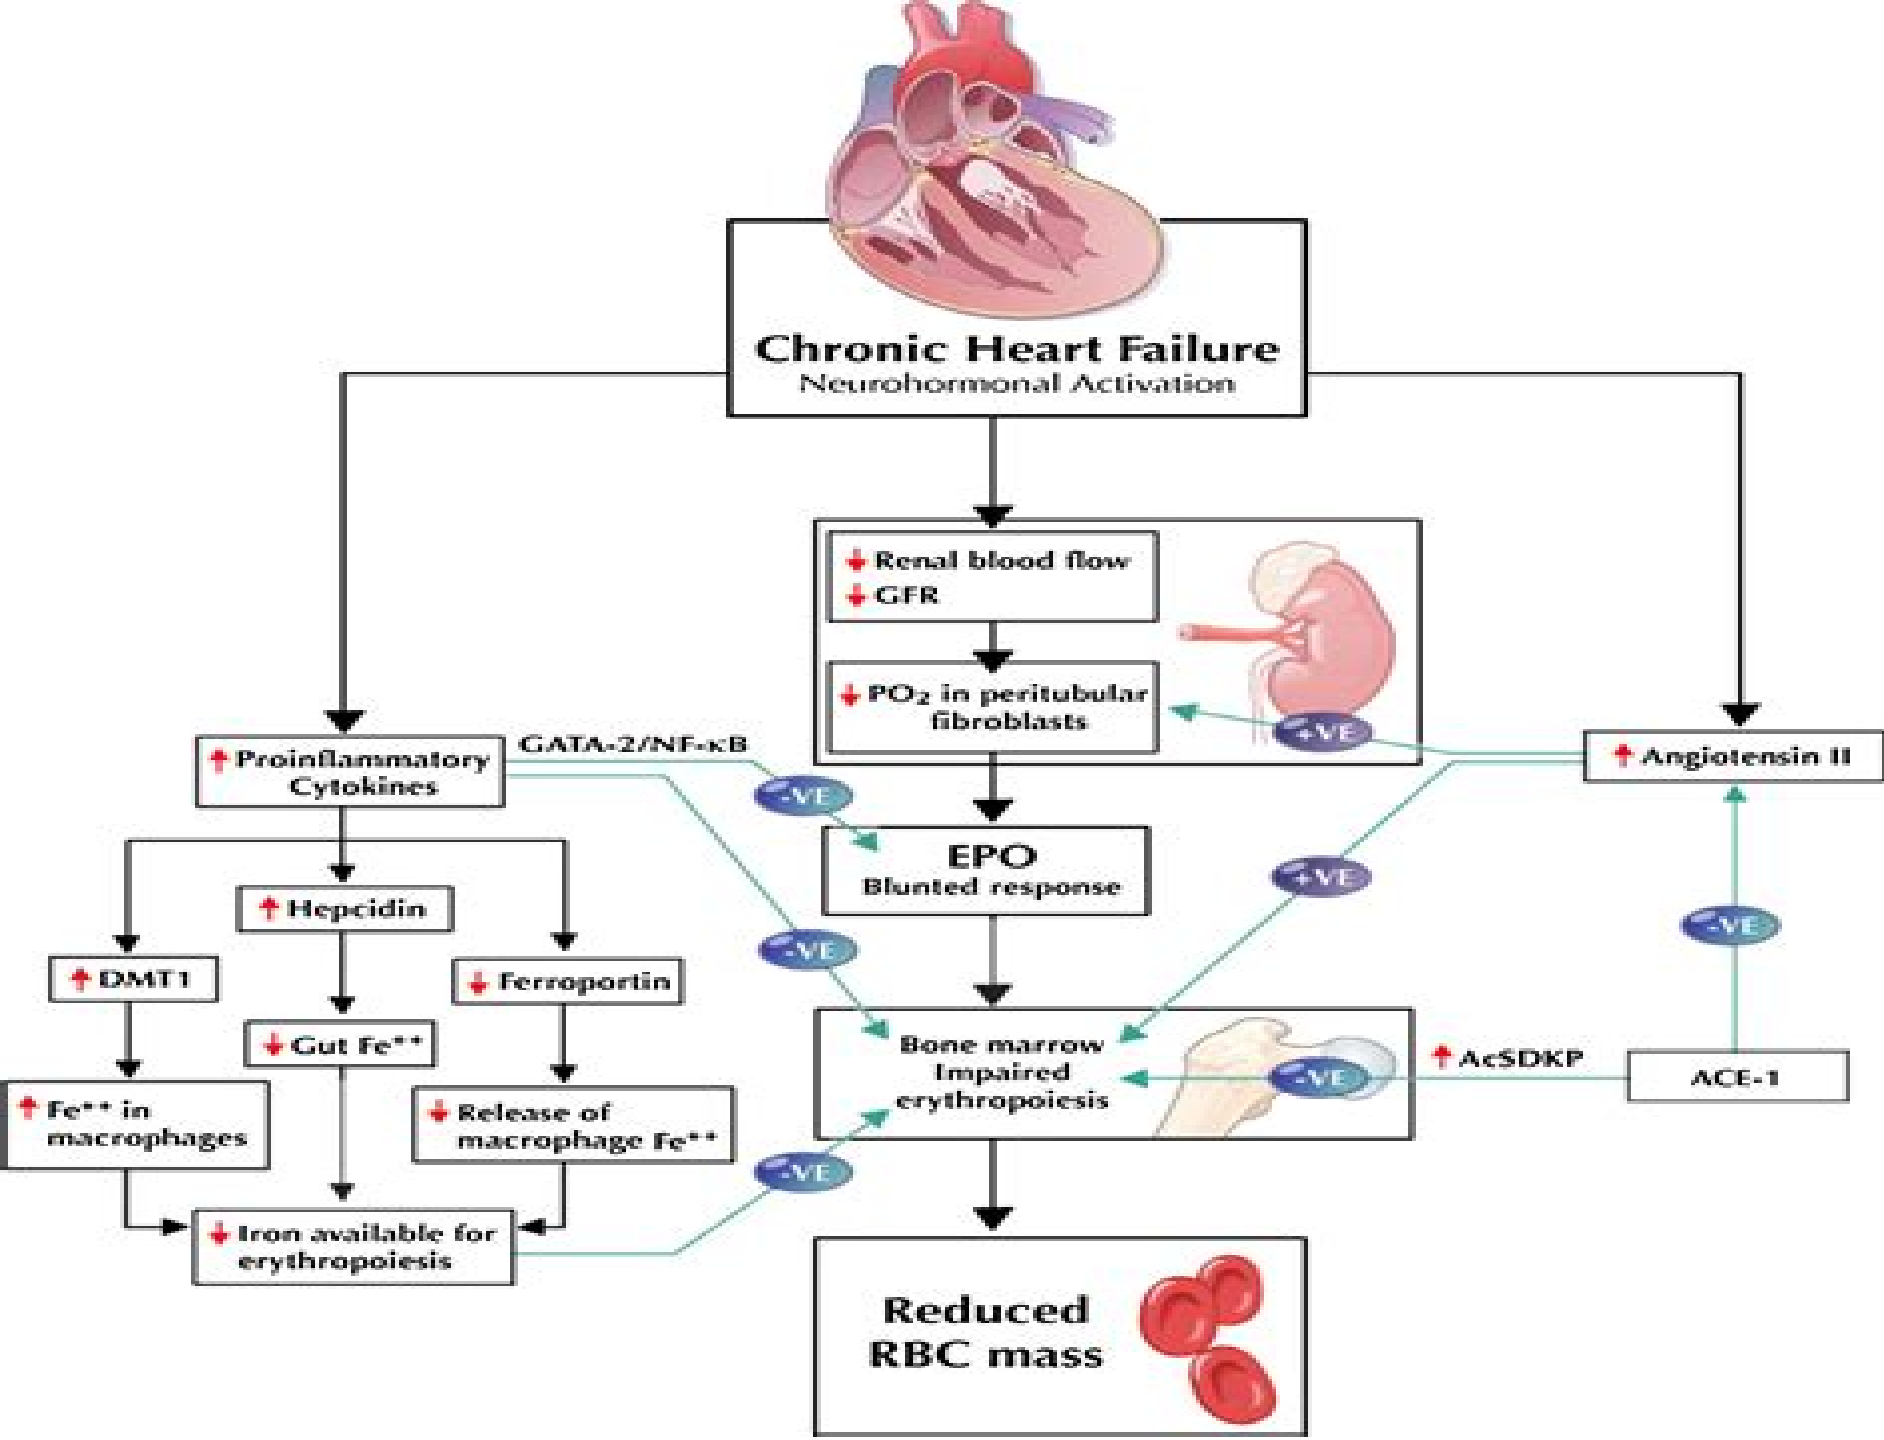 Chronic Heart Failure
Neurohormonal Activation
↓ Renal blood flow
↓ GFR
↓ PO₂ in peritubular
fibroblasts
+VE
↑ Angiotensin II
↑ Proinflammatory
Cytokines
GATA-2/NF-κB
-VE
EPO
Blunted response
+VE
-VE
↑ Hepcidin
-VE
↑ DMT1
↓ Ferroportin
↓ Gut Fe**
Bone marrow
Impaired
erythropoiesis
-VE
↑ AcSDKP
ACE-1
↑ Fe** in
macrophages
↓ Release of
macrophage Fe**
-VE
↓ Iron available for
erythropoiesis
Reduced
RBC mass